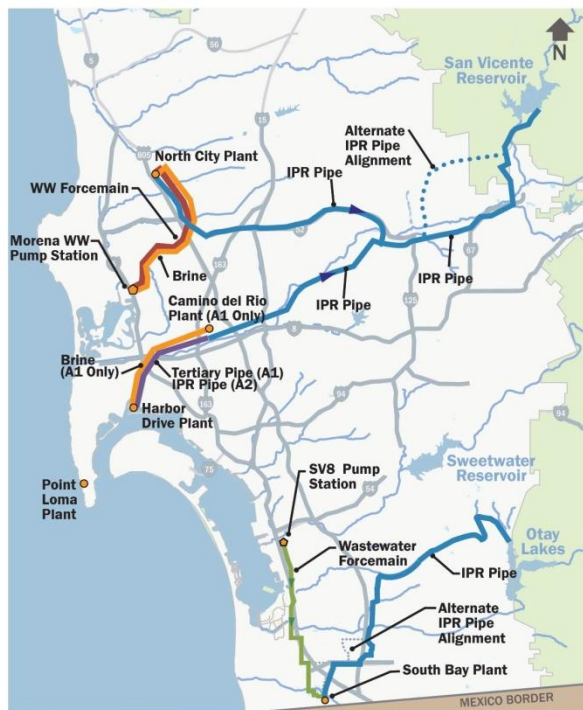 N
San Vicente
Reservoir
5
56
15
805
North City Plant
Alternate
IPR Pipe
Alignment
IPR Pipe
WW Forcemain
52
67
Morena WW
Pump Station
Brine
163
IPR Pipe
IPR Pipe
Camino del Rio
Plant (A1 Only)
125
8
Brine
(A1 Only)
Tertiary Pipe (A1)
IPR Pipe (A2)
94
163
94
Harbor
Drive Plant
75
Point
Loma
Plant
SV8 Pump
Station
54
Sweetwater
Reservoir
Wastewater
Forcemain
Otay
Lakes
IPR Pipe
Alternate
IPR Pipe
Alignment
South Bay Plant
MEXICO BORDER